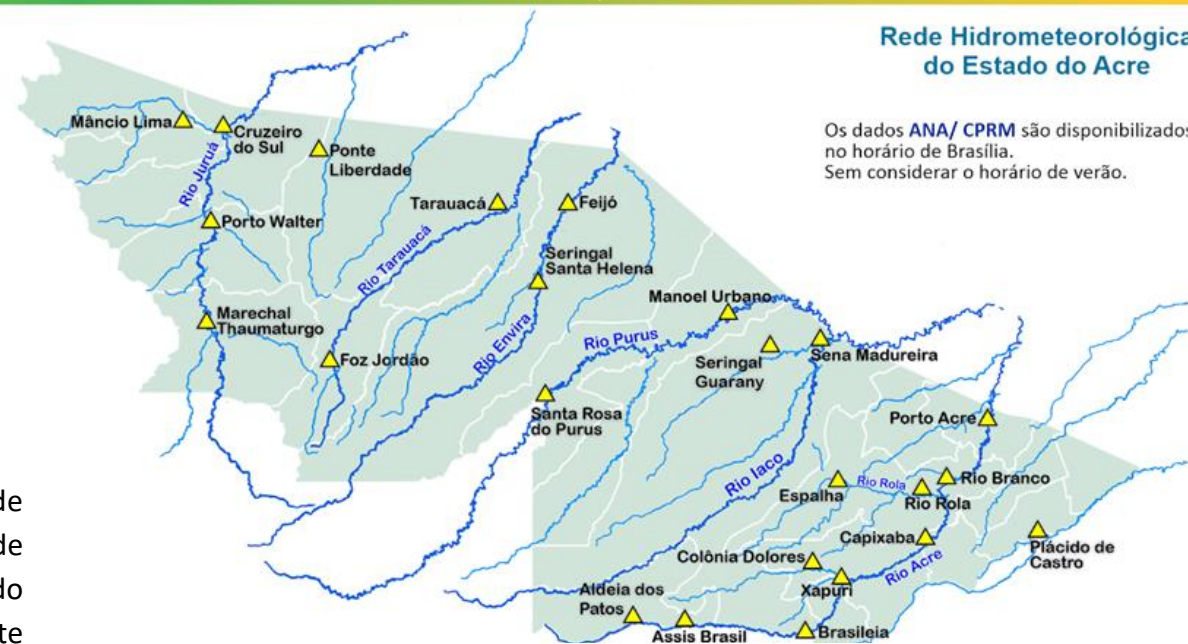 Rede Hidrometeorológica
do Estado do Acre
Os dados ANA/ CPRM são disponibilizados
no horário de Brasília.
Sem considerar o horário de verão.
Mâncio Lima
Cruzeiro
do Sul
Ponte
Liberdade
Rio Juruá
Porto Walter
Tarauacá
Feijó
Rio Tarauacá
Seringal
Santa Helena
Marechal
Thaumaturgo
Foz Jordão
Rio Envira
Manoel Urbano
Rio Purus
Seringal
Guarany
Sena Madureira
Santa Rosa
do Purus
Porto Acre
Rio Iaco
Espalha
Rio Rola
Rio Rola
Rio Branco
Capixaba
Plácido de
Castro
Colônia Dolores
Rio Acre
Xapuri
Aldeia dos
Patos
Assis Brasil
Brasileia
de
de
do
te